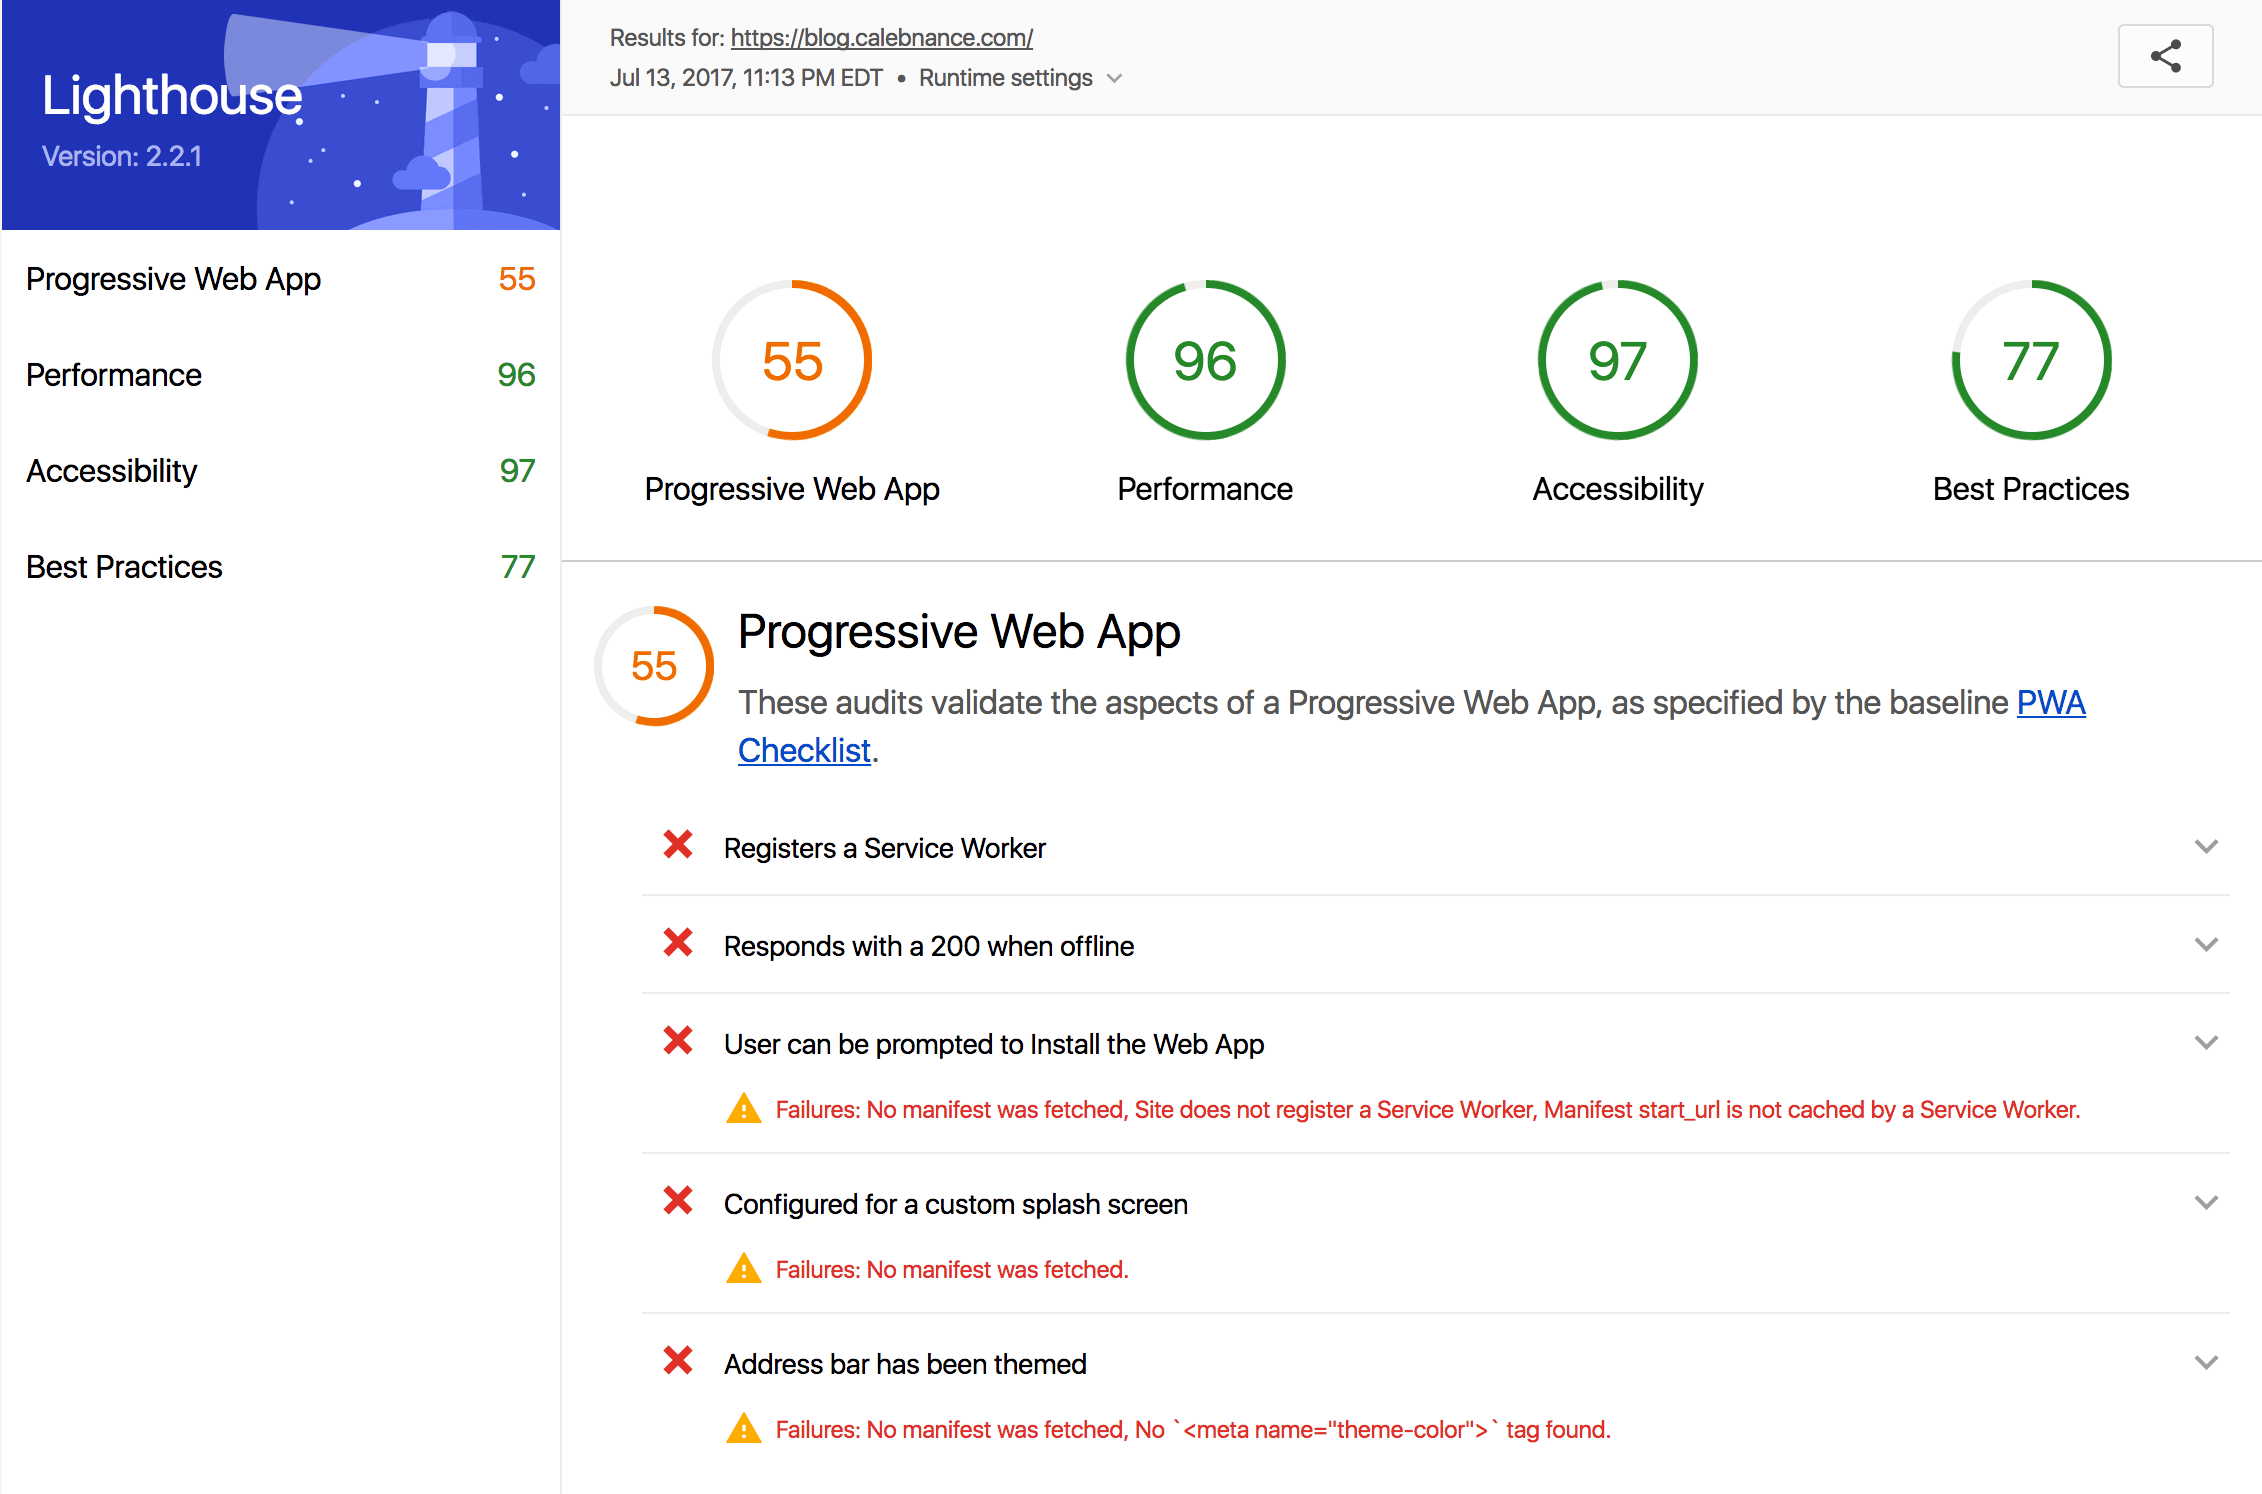 Lighthouse
Version: 2.2.1
Progressive Web App 55
Performance 96
Accessibility 97
Best Practices 77
Results for: https://blog.calebnance.com/
Jul 13, 2017, 11:13 PM EDT • Runtime settings
55
Progressive Web App
96
Performance
97
Accessibility
77
Best Practices
55
Progressive Web App
These audits validate the aspects of a Progressive Web App, as specified by the baseline PWA
Checklist.
Registers a Service Worker
Responds with a 200 when offline
User can be prompted to Install the Web App
Failures: No manifest was fetched, Site does not register a Service Worker, Manifest start_url is not cached by a Service Worker.
Configured for a custom splash screen
Failures: No manifest was fetched.
Address bar has been themed
Failures: No manifest was fetched, No `<meta name="theme-color">` tag found.